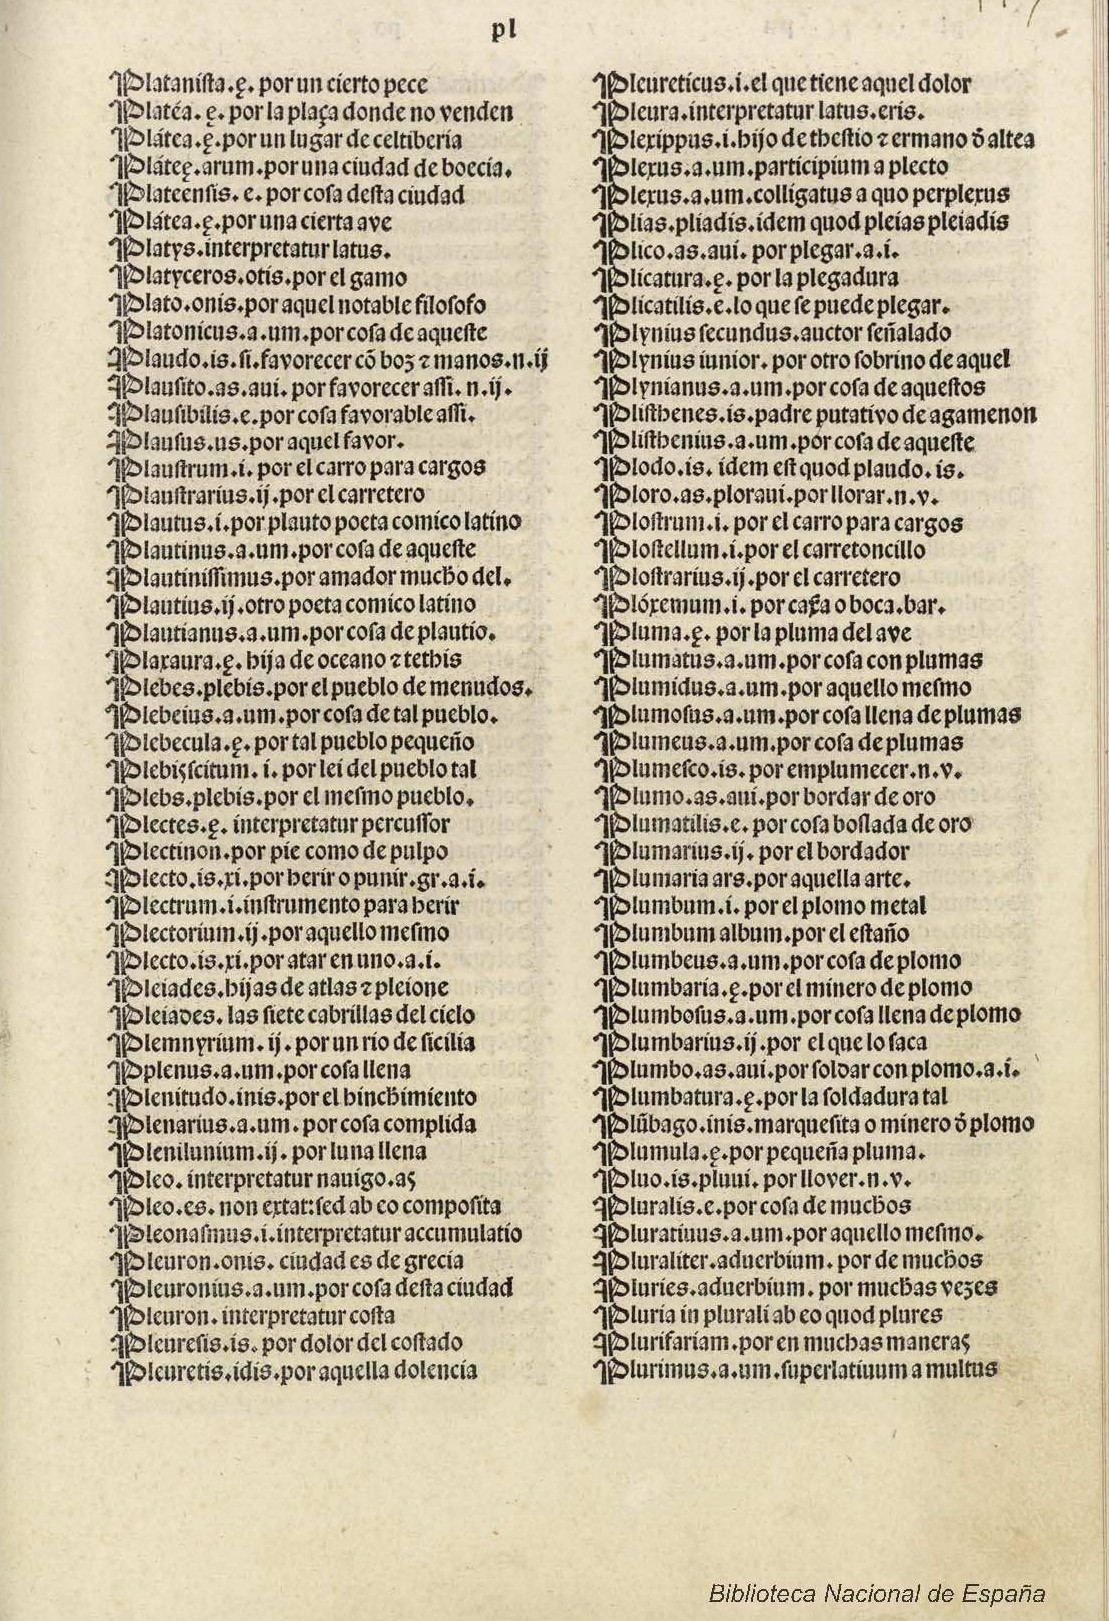 pl
¶Platanista.ę. por un cierto pece
¶Platéa.ę. por la plaça donde no venden
¶Plátea.ę.por un lugar de celtiberia
¶Pláteę.arum.por una ciudad de boecia.
¶Plateensis.e.por cosa desta ciudad
¶Plátea.ę.por una cierta ave
¶Platys.interpretatur latus.
¶Platyceros.otis.por el gamo
¶Plato.onis.por aquel notable filosofo
¶Platonicus.a.um.por cosa de aqueste
¶Plaudo.is.si.favorecer cõ boz ⁊ manos.n.ij
¶Plausito.as.aui.por favorecer assi.n.ij.
¶Plausibilis.e.por cosa favorable assi.
¶Plausus.us.por aquel favor.
¶Plaustrum.i.por el carro para cargos
¶Plaustrarius.ij.por el carretero
¶Plautus.i.por plauto poeta comico latino
¶Plautinus.a.um.por cosa de aqueste
¶Plautinissimus.por amador mucho del.
¶Plautius.ij.otro poeta comico latino
¶Plautianus.a.um.por cosa de plautio.
¶Plaxaura.ę.hija de oceano ⁊ tethis
¶Plebes.plebis.por el pueblo de menudos.
¶Plebeius.a.um.por cosa de tal pueblo.
¶Plebecula.ę.por tal pueblo pequeño
¶Plebisscitum.i.por lei del pueblo tal
¶Plebs.plebis.por el mesmo pueblo.
¶Plectes.ę.interpretatur percussor
¶Plectinon.por pie como de pulpo
¶Plecto.is.xi.por herir o punir.gr.a.i.
¶Plectrum.i.instrumento para herir
¶Plectorium.ij.por aquello mesmo
¶Plecto.is.xi.por atar en uno.a.i.
¶Pleiades.hijas de atlas ⁊ pleione
¶Pleiades.las siete cabrillas del cielo
¶Plemnyrium.ij.por un rio de sicilia
¶Pplenus.a.um.por cosa llena
¶Plenitudo.inis.por el hinchimiento
¶Plenarius.a.um.por cosa complida
¶Plenilunium.ij.por luna llena
¶Pleo.interpretatur nauigo.as
¶Pleo.es.non extat:sed ab eo composita
¶Pleonasmus.i.interpretatur accumulatio
¶Pleuron.onis.ciudad es de grecia
¶Pleuronius.a.um.por cosa desta ciudad
¶Pleuron.interpretatur costa
¶Pleuresis.is.por dolor del costado
¶Pleuretis.idis.por aquella dolencia
¶Pleureticus.i.el que tiene aquel dolor
¶Pleura.interpretatur latus.eris.
¶Plexippus.i.hijo de thestio ⁊ ermano õ altea
¶Plexus.a.um.participium a plecto
¶Plexus.a.um.colligatus a quo perplexus
¶Plias.pliadis.idem quod pleias pleiadis
¶Plico.as.aui.por plegar.a.i.
¶Plicatura.ę.por la plegadura
¶Plicatilis.e.lo que se puede plegar.
¶Plynius secundus.auctor señalado
¶Plynius iunior.por otro sobrino de aquel
¶Plynianus.a.um.por cosa de aquestos
¶Plisthenes.is.padre putativo de agamenon
¶Plisthenius.a.um.por cosa de aqueste
¶Plodo.is.idem est quod plaudo.is.
¶Ploro.as.ploraui.por llorar.n.v.
¶Plostrum.i.por el carro para cargos
¶Plostellum.i.por el carretoncillo
¶Plostrarius.ij.por el carretero
¶Plóxemum.i.por caxa o boca.bar.
¶Pluma.ę.por la pluma del ave
¶Plumatus.a.um.por cosa con plumas
¶Plumidus.a.um.por aquello mesmo
¶Plumosus.a.um.por cosa llena de plumas
¶Plumeus.a.um.por cosa de plumas
¶Plumesco.is.por emplumecer.n.v.
¶Plumo.as.aui.por bordar de oro
¶Plumatilis.e.por cosa boslada de oro
¶Plumarius.ij.por el bordador
¶Plumaria ars.por aquella arte.
¶Plumbum.i.por el plomo metal
¶Plumbum album.por el estaño
¶Plumbeus.a.um.por cosa de plomo
¶Plumbaria.ę.por el minero de plomo
¶Plumbosus.a.um.por cosa llena de plomo
¶Plumbarius.ij.por el que lo saca
¶Plumbo.as.aui.por soldar con plomo.a.i.
¶Plumbatura.ę.por la soldadura tal
¶Plũbago.inis.marquesita o minero õ plomo
¶Plumula.ę.por pequeña pluma.
¶Pluo.is.pluui.por llover.n.v.
¶Pluralis.e.por cosa de muchos
¶Pluratiuus.a.um.por aquello mesmo.
¶Pluraliter.aduerbium.por de muchos
¶Pluries.aduerbium.por muchas vezes
¶Pluria in plurali ab eo quod plures
¶Plurifariam.por en muchas maneras
¶Plurimus.a.um.superlatiuum a multus
Biblioteca Nacional de España